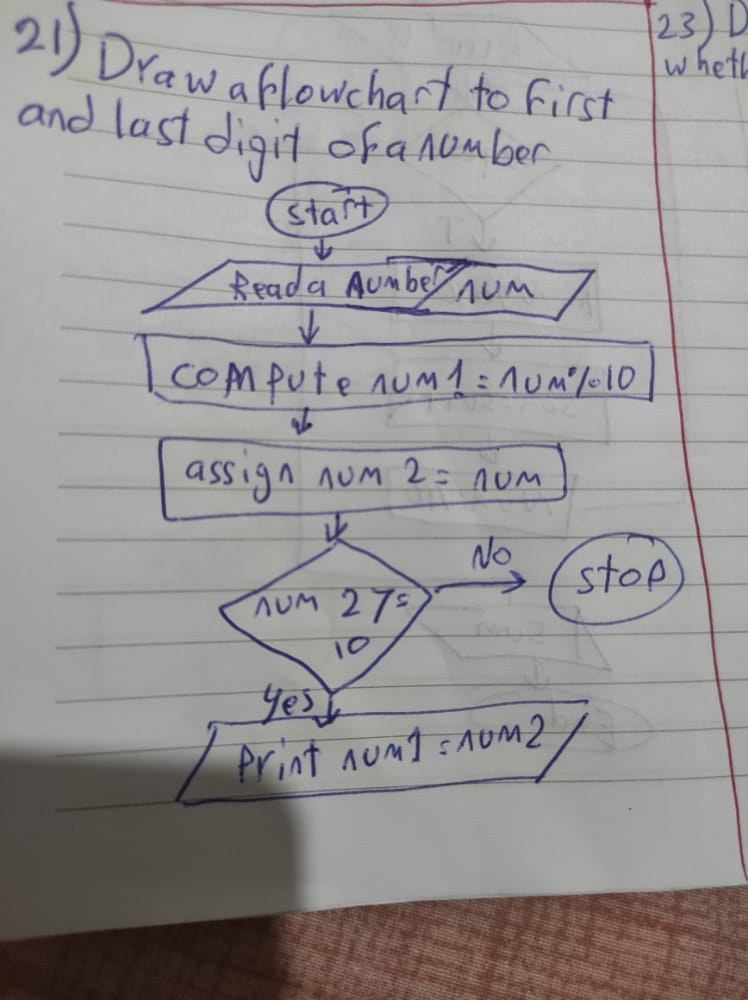 21) Draw a flowchart to first
and last digit of a number
start
Read a Number num
compute num1 = num%10
assign num 2 = num
num 2 >=
10
No
stop
Yes
Print num1 = num2
23) D
wheth